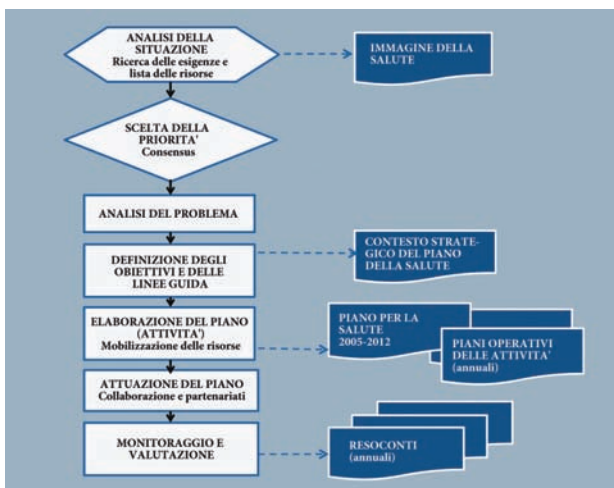 ANALISI DELLA
SITUAZIONE
Ricerca delle esigenze e
lista delle risorse
IMMAGINE DELLA
SALUTE
SCELTA DELLA
PRIORITA'
Consensus
ANALISI DEL PROBLEMA
DEFINIZIONE DEGLI
OBIETTIVI E DELLE
LINEE GUIDA
CONTESTO STRATE-
GICO DEL PIANO
DELLA SALUTE
ELABORAZIONE DEL PIANO
(ATTIVITA')
Mobilizzazione delle risorse
PIANO PER LA
SALUTE
2005-2012
PIANI OPERATIVI
DELLE ATTIVITA'
(annuali)
ATTUAZIONE DEL PIANO
Collaborazione e partenariati
MONITORAGGIO E
VALUTAZIONE
RESOCONTI
(annuali)